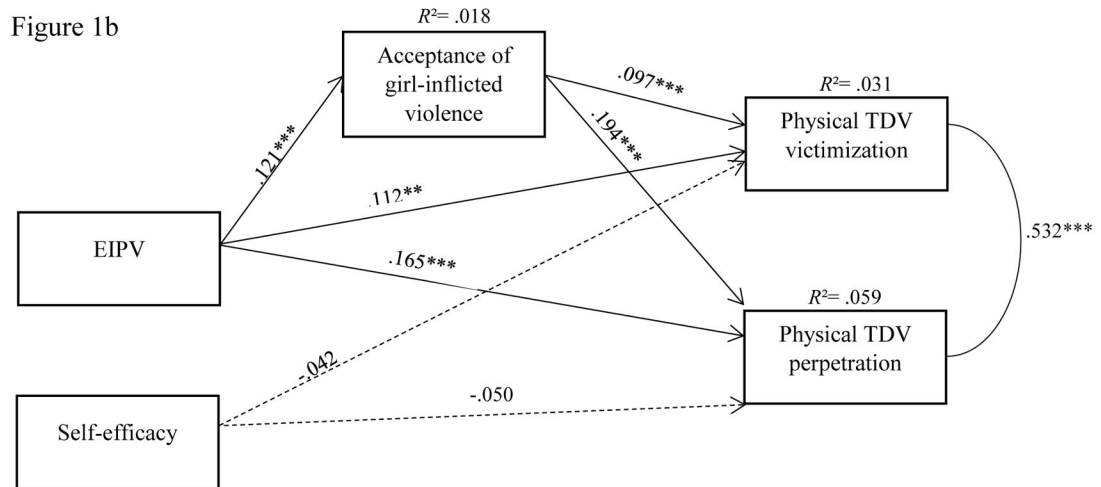 Figure 1b
R²= .018
Acceptance of
girl-inflicted
violence
.097***
R²= .031
Physical TDV
victimization
.194***
.121***
.112**
EIPV
.165***
.532***
R²= .059
Physical TDV
perpetration
-.042
-.050
Self-efficacy